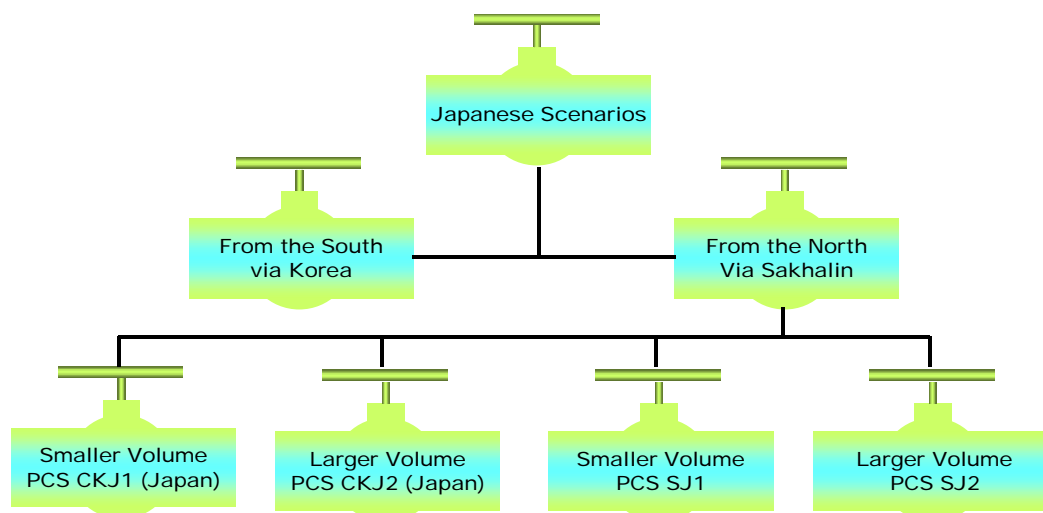 Japanese Scenarios
From the South
via Korea
From the North
Via Sakhalin
Smaller Volume
PCS CKJ1 (Japan)
Larger Volume
PCS CKJ2 (Japan)
Smaller Volume
PCS SJ1
Larger Volume
PCS SJ2